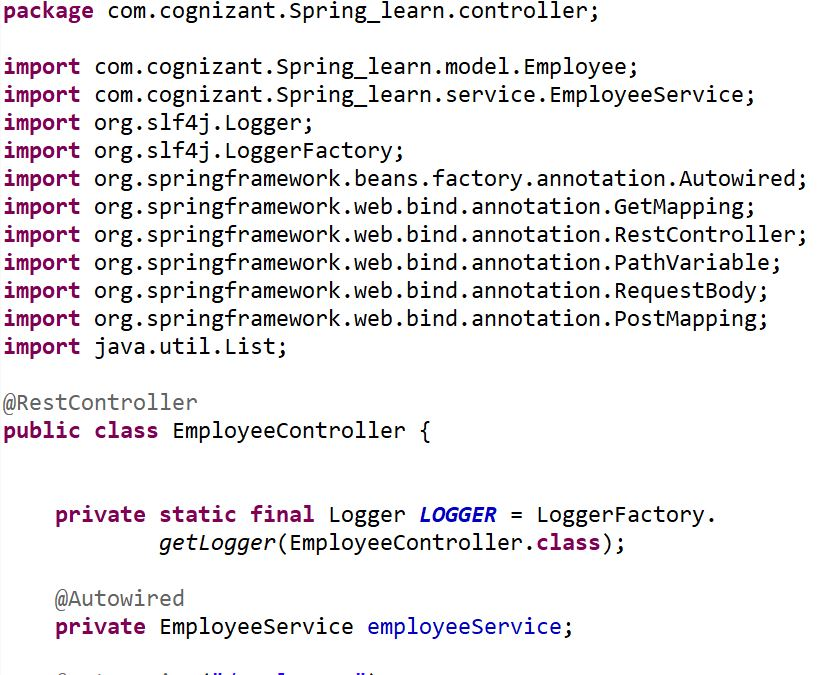 package com.cognizant.Spring_learn.controller;
import com.cognizant.Spring_learn.model.Employee;
import com.cognizant.Spring_learn.service.EmployeeService;
import org.slf4j.Logger;
import org.slf4j.LoggerFactory;
import org.springframework.beans.factory.annotation.Autowired;
import org.springframework.web.bind.annotation.GetMapping;
import org.springframework.web.bind.annotation.RestController;
import org.springframework.web.bind.annotation.PathVariable;
import org.springframework.web.bind.annotation.RequestBody;
import org.springframework.web.bind.annotation.PostMapping;
import java.util.List;
@RestController
public class EmployeeController {
private static final Logger LOGGER = LoggerFactory.
getLogger(EmployeeController.class);
@Autowired
private EmployeeService employeeService;